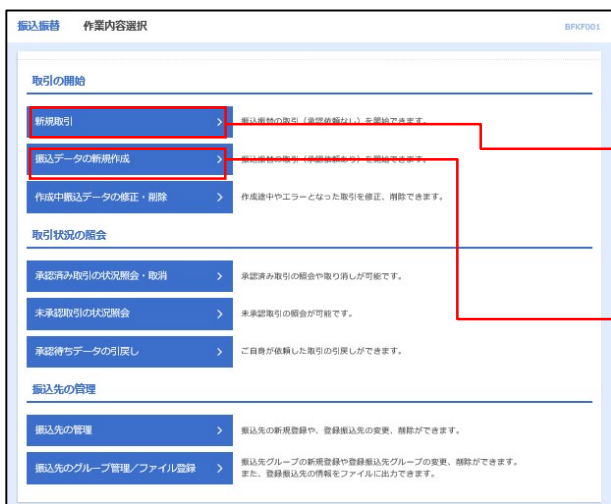 振込振替 作業内容選択 BFKF001
取引の開始
新規取引 振込振替の取引（承認依頼なし）を開始できます。
振込データの新規作成 振込振替の取引（承認依頼あり）を開始できます。
作成中振込データの修正・削除 作成途中やエラーとなった取引を修正、削除できます。
取引状況の照会
承認済み取引の状況照会・取消 承認済み取引の照会や取り消しが可能です。
未承認取引の状況照会 未承認取引の照会が可能です。
承認待ちデータの引戻し ご自身が依頼した取引の引戻しができます。
振込先の管理
振込先の管理 振込先の新規登録や、登録振込先の変更、削除ができます。
振込先のグループ管理／ファイル登録 振込先グループの新規登録や登録振込先グループの変更、削除ができます。
また、登録振込先の情報をファイルに出力できます。